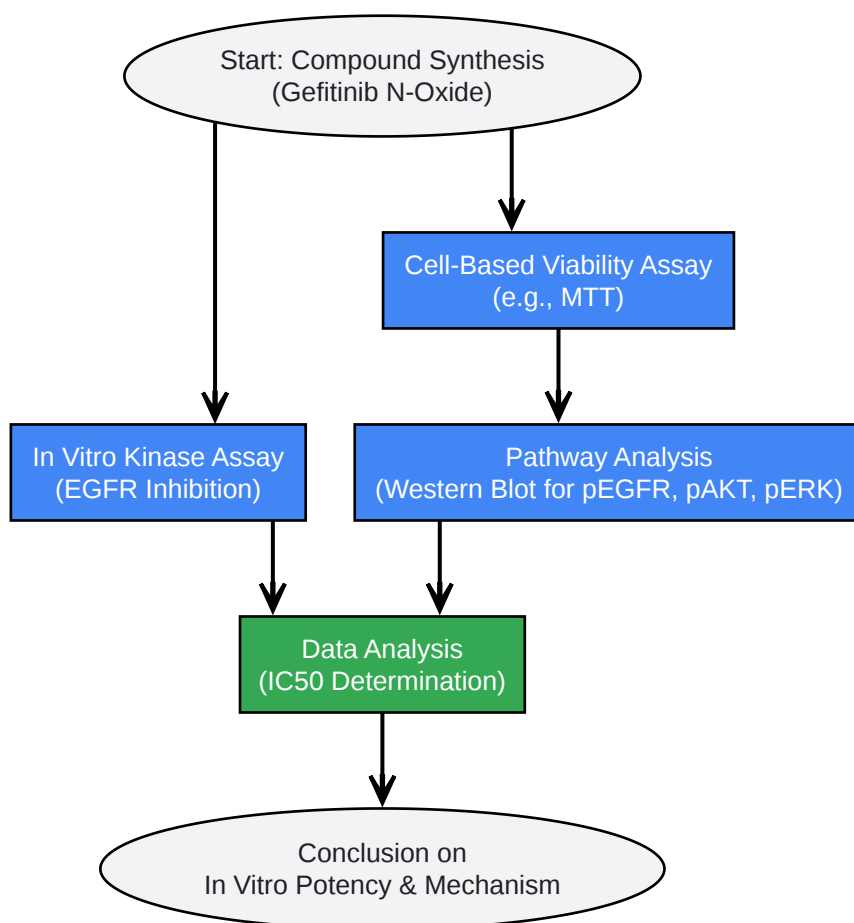 Start: Compound Synthesis
(Gefitinib N-Oxide)
Cell-Based Viability Assay
(e.g., MTT)
In Vitro Kinase Assay
(EGFR Inhibition)
Pathway Analysis
(Western Blot for pEGFR, pAKT, pERK)
Data Analysis
(IC50 Determination)
Conclusion on
In Vitro Potency & Mechanism